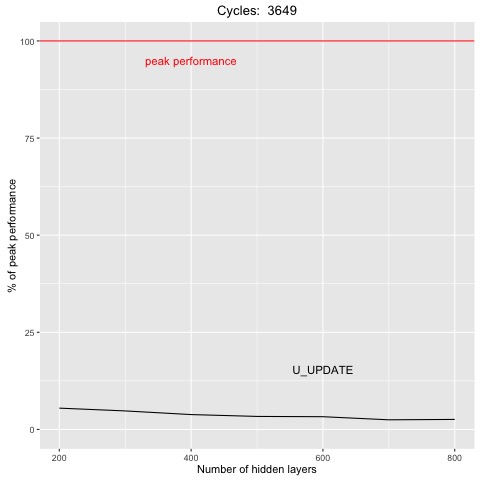 Cycles:  3649
100
peak performance
75
% of peak performance
50
25
U_UPDATE
0
200 400 600 800
Number of hidden layers